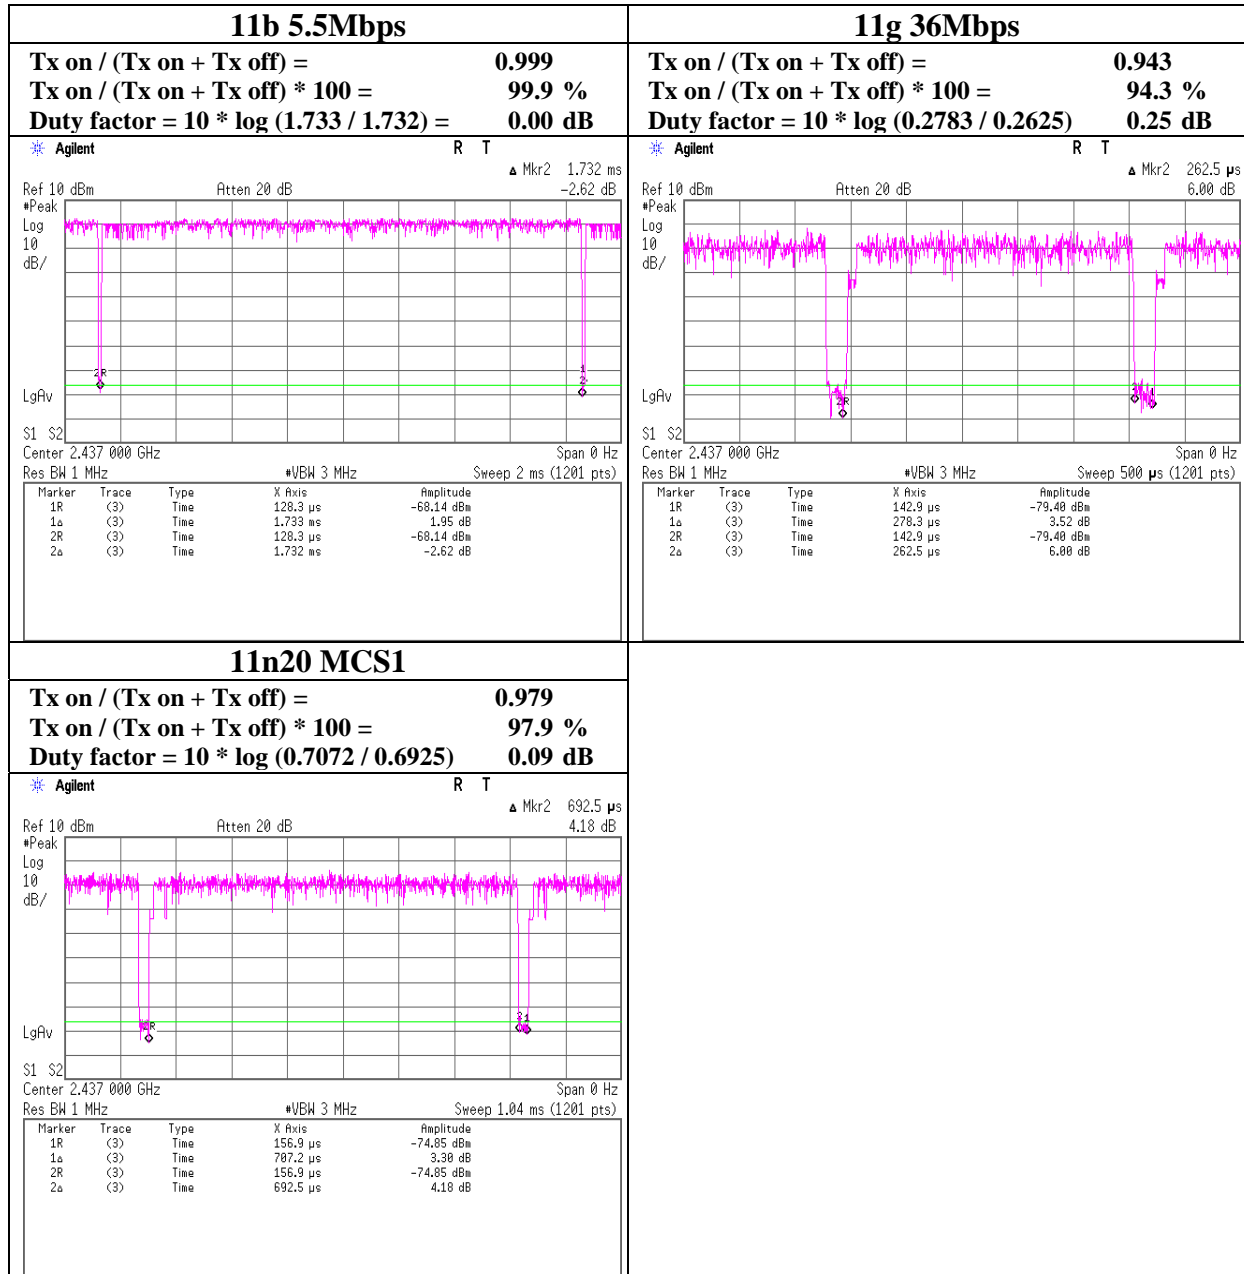 11b 5.5Mbps
Tx on / (Tx on + Tx off) = 0.999
Tx on / (Tx on + Tx off) * 100 = 99.9 %
Duty factor = 10 * log (1.733 / 1.732) = 0.00 dB
Agilent R T
Δ Mkr2 1.732 ms
Ref 10 dBm Atten 20 dB -2.62 dB
#Peak
Log
10
dB/
2R
1
2
LgAv
S1 S2
Center 2.437 000 GHz Span 0 Hz
Res BW 1 MHz #VBW 3 MHz Sweep 2 ms (1201 pts)
Marker Trace Type X Axis Amplitude
1R (3) Time 128.3 µs -68.14 dBm
1Δ (3) Time 1.733 ms 1.95 dB
2R (3) Time 128.3 µs -68.14 dBm
2Δ (3) Time 1.732 ms -2.62 dB
11g 36Mbps
Tx on / (Tx on + Tx off) = 0.943
Tx on / (Tx on + Tx off) * 100 = 94.3 %
Duty factor = 10 * log (0.2783 / 0.2625) 0.25 dB
Agilent R T
Δ Mkr2 262.5 µs
Ref 10 dBm Atten 20 dB 6.00 dB
#Peak
Log
10
dB/
2R
LgAv
S1 S2
Center 2.437 000 GHz Span 0 Hz
Res BW 1 MHz #VBW 3 MHz Sweep 500 µs (1201 pts)
Marker Trace Type X Axis Amplitude
1R (3) Time 142.9 µs -79.40 dBm
1Δ (3) Time 278.3 µs 3.52 dB
2R (3) Time 142.9 µs -79.40 dBm
2Δ (3) Time 262.5 µs 6.00 dB
11n20 MCS1
Tx on / (Tx on + Tx off) = 0.979
Tx on / (Tx on + Tx off) * 100 = 97.9 %
Duty factor = 10 * log (0.7072 / 0.6925) 0.09 dB
Agilent R T
Δ Mkr2 692.5 µs
Ref 10 dBm Atten 20 dB 4.18 dB
#Peak
Log
10
dB/
2R
2 1
LgAv
S1 S2
Center 2.437 000 GHz Span 0 Hz
Res BW 1 MHz #VBW 3 MHz Sweep 1.04 ms (1201 pts)
Marker Trace Type X Axis Amplitude
1R (3) Time 156.9 µs -74.85 dBm
1Δ (3) Time 707.2 µs 3.30 dB
2R (3) Time 156.9 µs -74.85 dBm
2Δ (3) Time 692.5 µs 4.18 dB